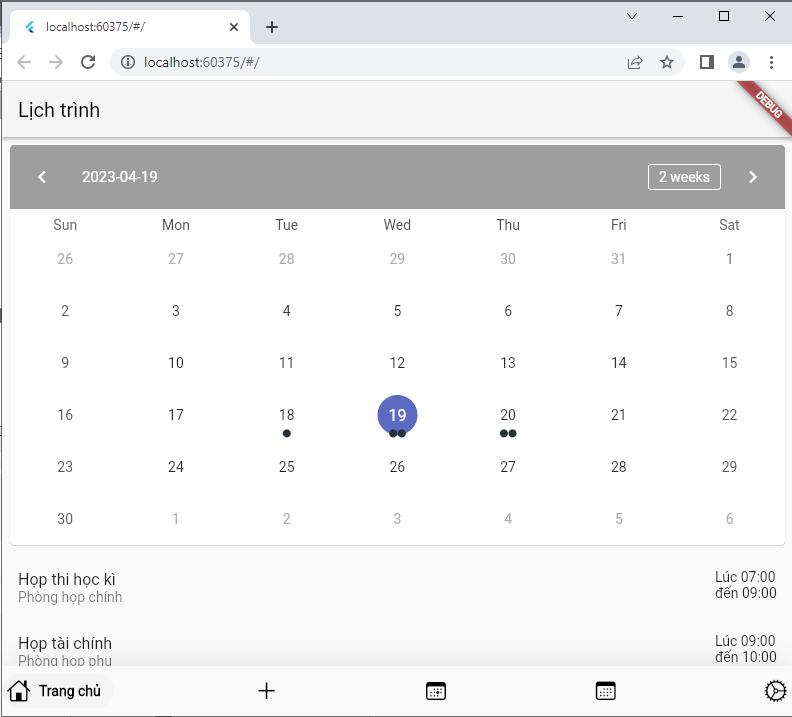 localhost:60375/#/
localhost:60375/#/
Lịch trình
DEBUG
2023-04-19
2 weeks
Sun Mon Tue Wed Thu Fri Sat
26 27 28 29 30 31 1
2 3 4 5 6 7 8
9 10 11 12 13 14 15
16 17 18 19 20 21 22
23 24 25 26 27 28 29
30 1 2 3 4 5 6
Họp thi học kì
Phòng họp chính
Lúc 07:00
đến 09:00
Họp tài chính
Phòng họp phụ
Lúc 09:00
đến 10:00
Trang chủ